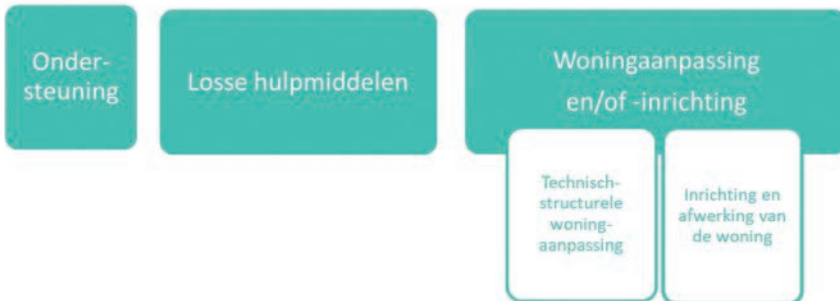 Onder-
steuning
Losse hulpmiddelen
Woningaanpassing
en/of -inrichting
Technisch-
structurele
woning-
aanpassing
Inrichting en
afwerking van
de woning